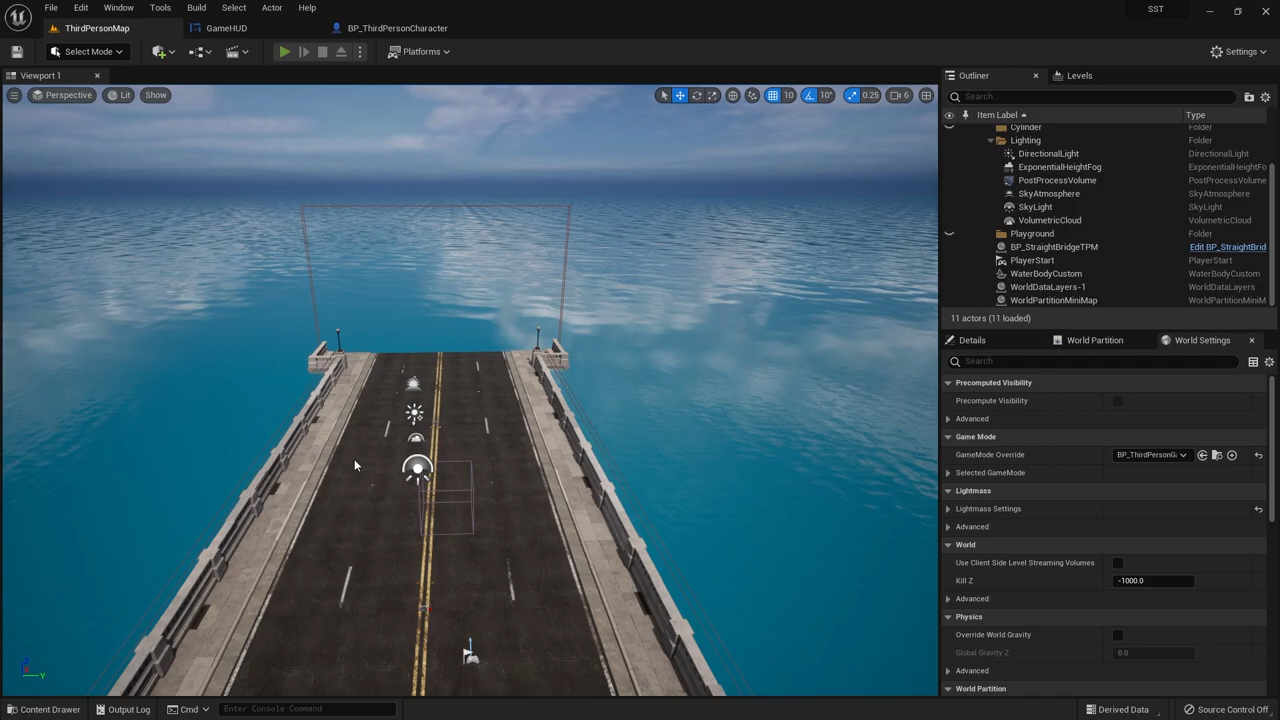 File Edit Window Tools Build Select Actor Help
SST
ThirdPersonMap GameHUD BP_ThirdPersonCharacter
Select Mode Platforms Settings
Viewport 1
Perspective Lit Show 10 10° 0.25 6
Outliner Levels
Search...
Item Label Type
Cylinder Folder
Lighting Folder
DirectionalLight DirectionalLight
ExponentialHeightFog ExponentialHeightFo
PostProcessVolume PostProcessVolume
SkyAtmosphere SkyAtmosphere
SkyLight SkyLight
VolumetricCloud VolumetricCloud
Playground Folder
BP_StraightBridgeTPM Edit BP_StraightBrid
PlayerStart PlayerStart
WaterBodyCustom WaterBodyCustom
WorldDataLayers-1 WorldDataLayers
WorldPartitionMiniMap WorldPartitionMiniM
11 actors (11 loaded)
Details World Partition World Settings
Search
Precomputed Visibility
Precompute Visibility
Advanced
Game Mode
GameMode Override BP_ThirdPersonGa
Selected GameMode
Lightmass
Lightmass Settings
Advanced
World
Use Client Side Level Streaming Volumes
Kill Z -1000.0
Advanced
Physics
Override World Gravity
Global Gravity Z 0.0
Advanced
World Partition
Y
Content Drawer Output Log Cmd Enter Console Command Derived Data Source Control Off